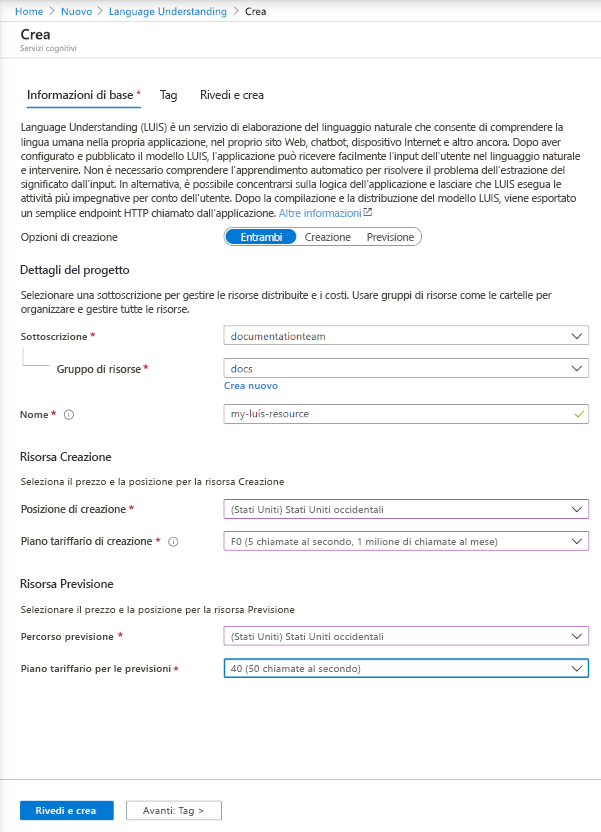 Home > Nuovo > Language Understanding > Crea
Crea
Servizi cognitivi
Informazioni di base * Tag Rivedi e crea
Language Understanding (LUIS) è un servizio di elaborazione del linguaggio naturale che consente di comprendere la
lingua umana nella propria applicazione, nel proprio sito Web, chatbot, dispositivo Internet e altro ancora. Dopo aver
configurato e pubblicato il modello LUIS, l'applicazione può ricevere facilmente l'input dell'utente nel linguaggio naturale
e intervenire. Non è necessario comprendere l'apprendimento automatico per risolvere il problema dell'estrazione del
significato dall'input. In alternativa, è possibile concentrarsi sulla logica dell'applicazione e lasciare che LUIS esegua le
attività più impegnative per conto dell'utente. Dopo la compilazione e la distribuzione del modello LUIS, viene esportato
un semplice endpoint HTTP chiamato dall'applicazione. Altre informazioni
Opzioni di creazione Entrambi Creazione Previsione
Dettagli del progetto
Selezionare una sottoscrizione per gestire le risorse distribuite e i costi. Usare gruppi di risorse come le cartelle per
organizzare e gestire tutte le risorse.
Sottoscrizione * documentationteam
Gruppo di risorse * docs
Crea nuovo
Nome * my-luis-resource
Risorsa Creazione
Seleziona il prezzo e la posizione per la risorsa Creazione
Posizione di creazione * (Stati Uniti) Stati Uniti occidentali
Piano tariffario di creazione * F0 (5 chiamate al secondo, 1 milione di chiamate al mese)
Risorsa Previsione
Selezionare il prezzo e la posizione per la risorsa Previsione
Percorso previsione * (Stati Uniti) Stati Uniti occidentali
Piano tariffario per le previsioni * 40 (50 chiamate al secondo)
Rivedi e crea Avanti: Tag >